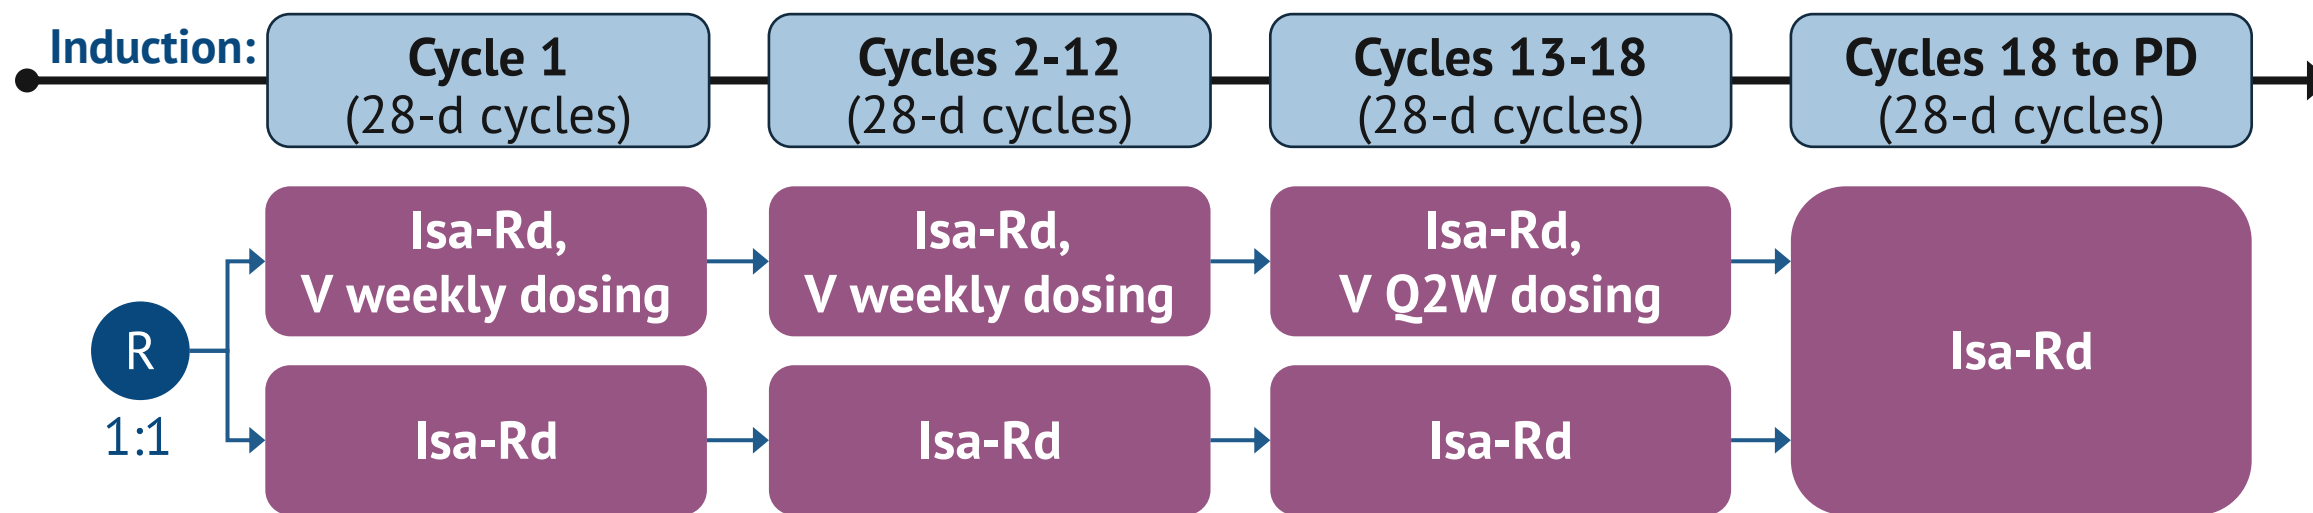 Induction:
Cycle 1
(28-d cycles)
Cycles 2-12
(28-d cycles)
Cycles 13-18
(28-d cycles)
Cycles 18 to PD
(28-d cycles)
R
1:1
Isa-Rd,
V weekly dosing
Isa-Rd,
V weekly dosing
Isa-Rd,
V Q2W dosing
Isa-Rd
Isa-Rd
Isa-Rd
Isa-Rd